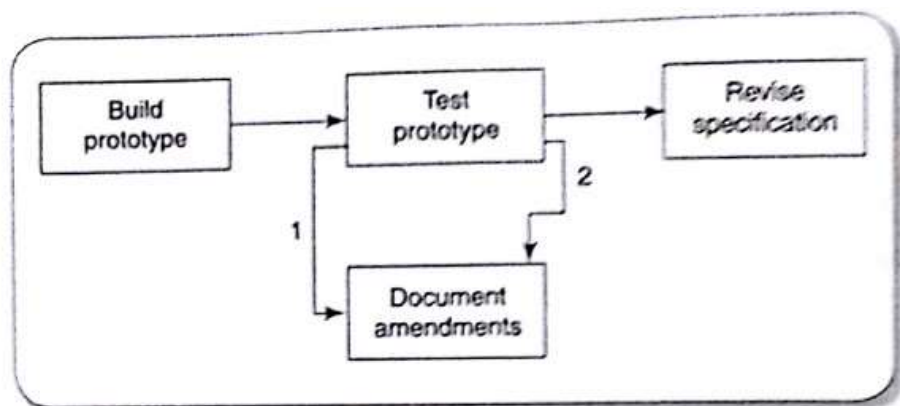 Build
prototype
Test
prototype
Revise
specification
1
2
Document
amendments